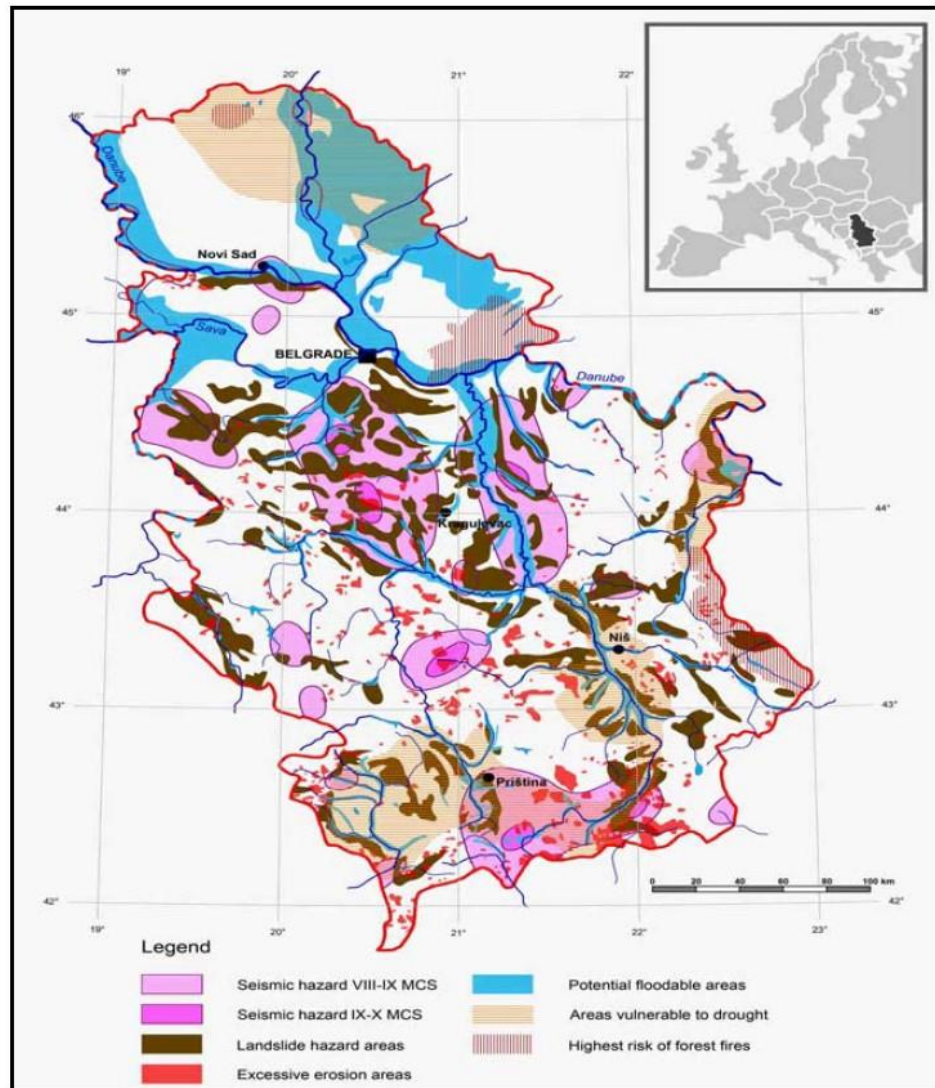 19° 20° 22°
46° 46°
Danube
Novi Sad
45° 45°
Sava
BELGRADE
Danube
44° 44°
Kragujevac
Niš
43° 43°
Priština
0 20 40 60 80 100 km
42° 42°
19° 20° 21° 22° 23°
Legend
Seismic hazard VIII-IX MCS
Seismic hazard IX-X MCS
Landslide hazard areas
Excessive erosion areas
Potential floodable areas
Areas vulnerable to drought
Highest risk of forest fires